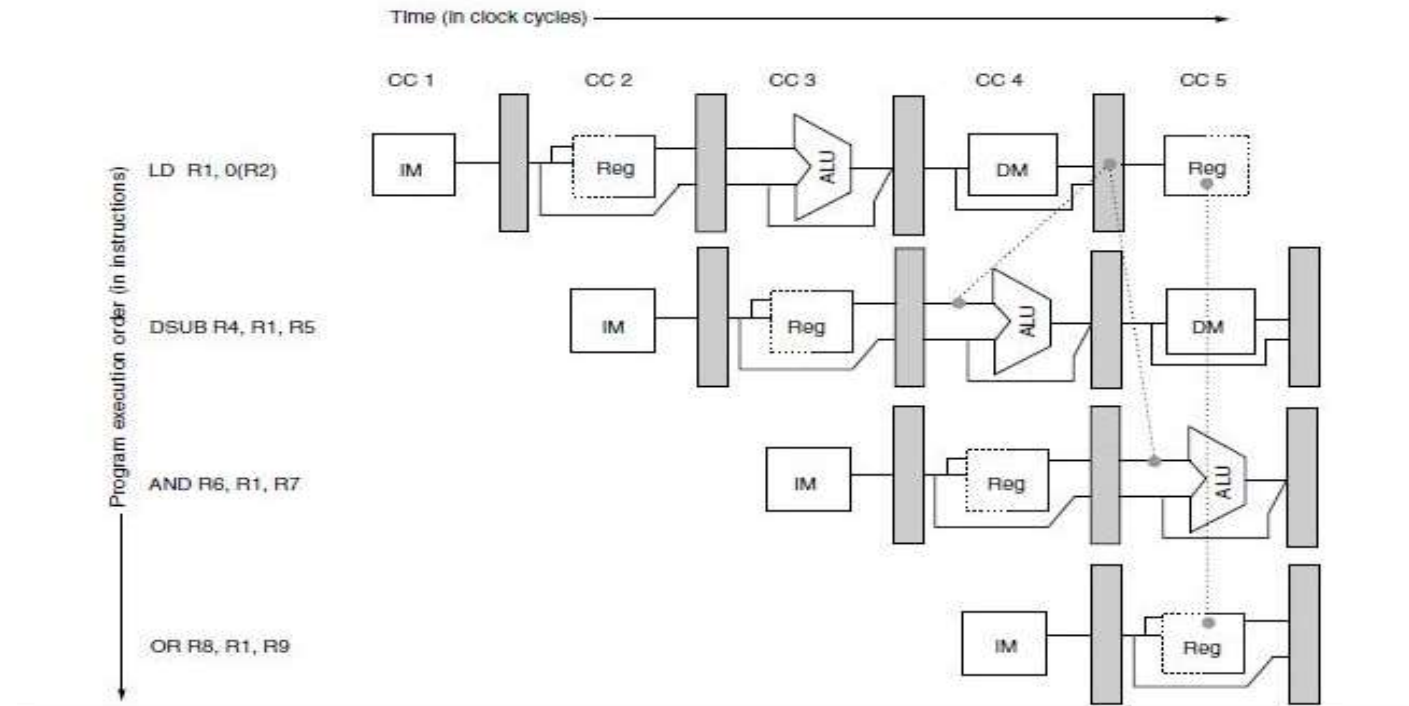 Time (in clock cycles)
CC 1 CC 2 CC 3 CC 4 CC 5
Program execution order (in instructions)
LD R1, 0(R2) IM Reg ALU DM Reg
DSUB R4, R1, R5 IM Reg ALU DM
AND R6, R1, R7 IM Reg ALU
OR R8, R1, R9 IM Reg